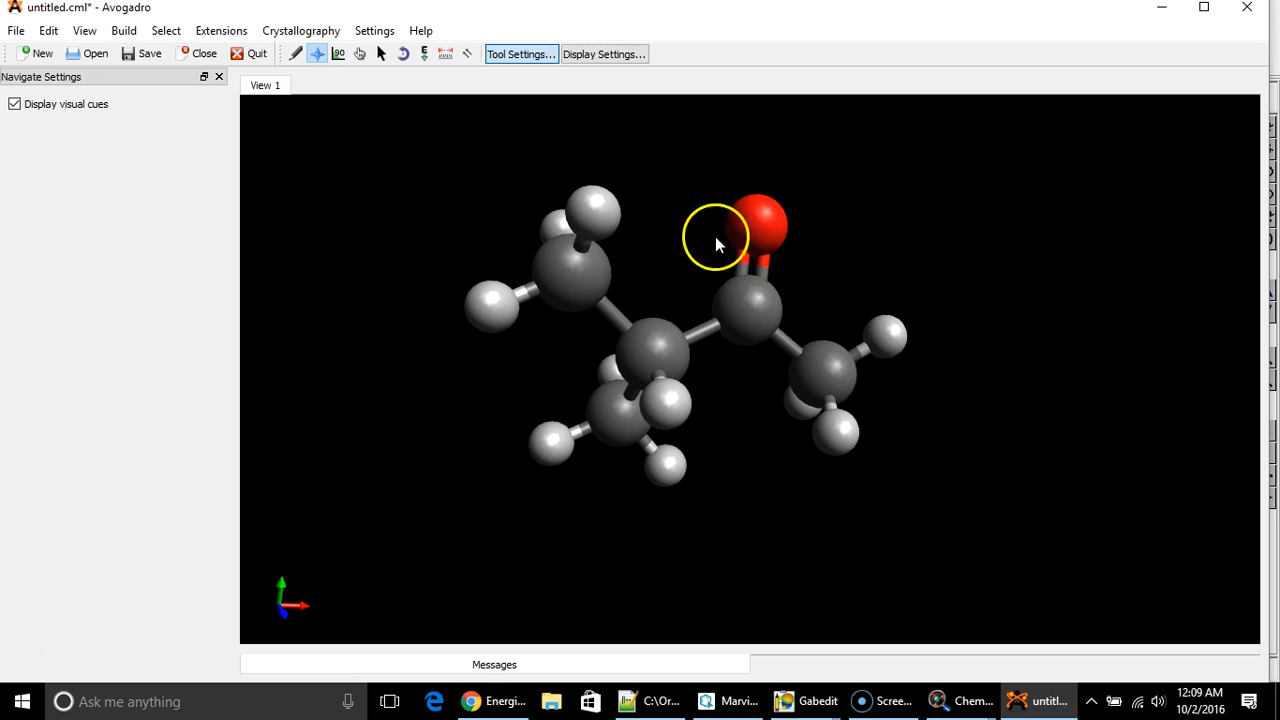 untitled.cml* - Avogadro
File Edit View Build Select Extensions Crystallography Settings Help
New Open Save Close Quit E Tool Settings... Display Settings...
Navigate Settings
View 1
Display visual cues
Messages
Ask me anything
Energi... C:\Or... Marvi... Gabedit Scree... Chem... untitl...
12:09 AM
10/2/2016